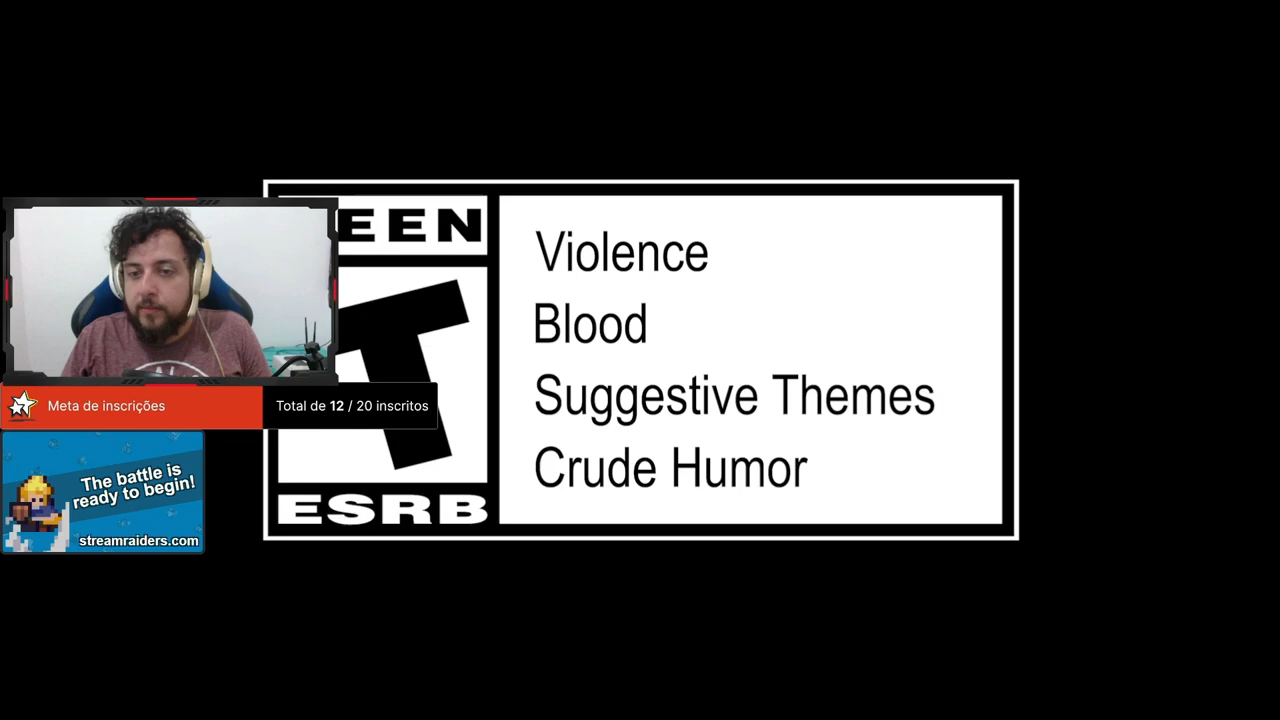 EEN
Violence
Blood
Suggestive Themes
Crude Humor
T
ESRB
Meta de inscrições
Total de 12 / 20 inscritos
The battle is
ready to begin!
streamraiders.com